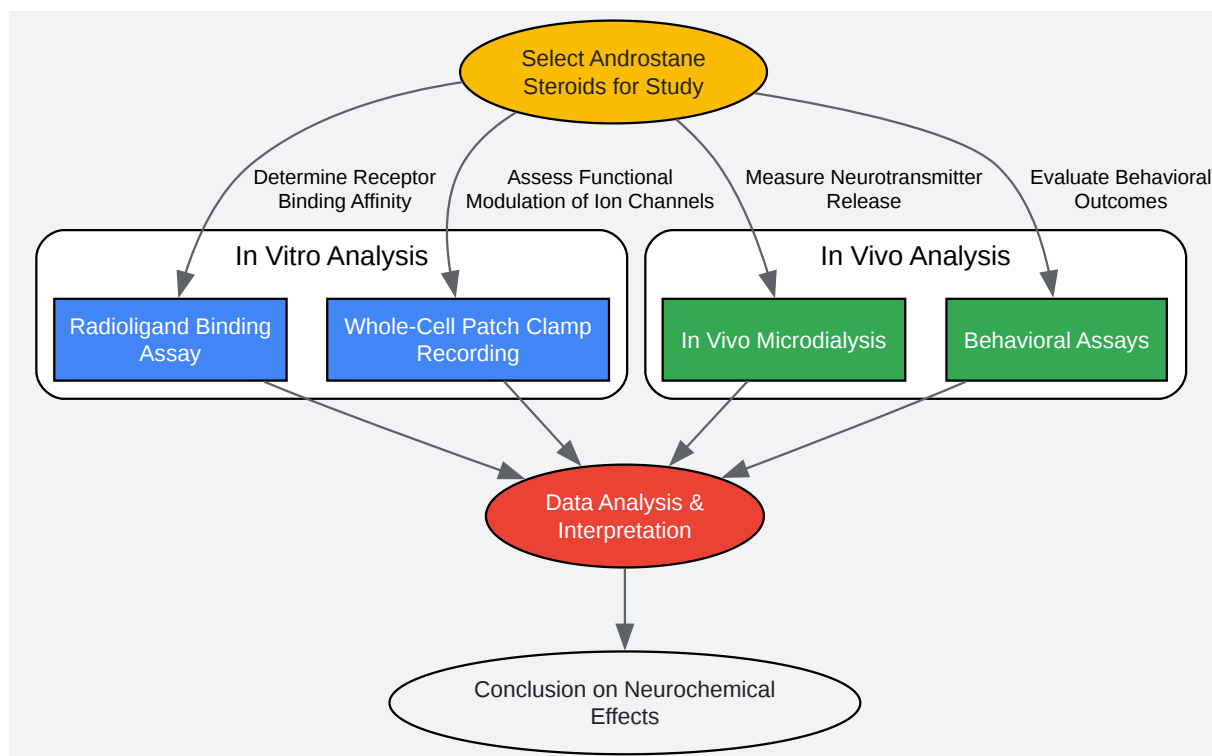 Select Androstane
Steroids for Study
Determine Receptor
Binding Affinity
Assess Functional
Modulation of Ion Channels
Measure Neurotransmitter
Release
Evaluate Behavioral
Outcomes
In Vitro Analysis
In Vivo Analysis
Radioligand Binding
Assay
Whole-Cell Patch Clamp
Recording
In Vivo Microdialysis
Behavioral Assays
Data Analysis &
Interpretation
Conclusion on Neurochemical
Effects